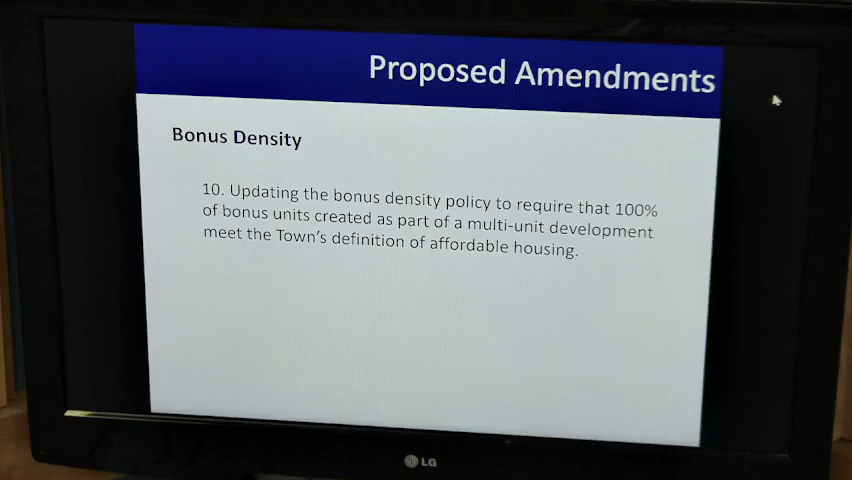 Proposed Amendments
Bonus Density
10. Updating the bonus density policy to require that 100%
of bonus units created as part of a multi-unit development
meet the Town's definition of affordable housing.
LG